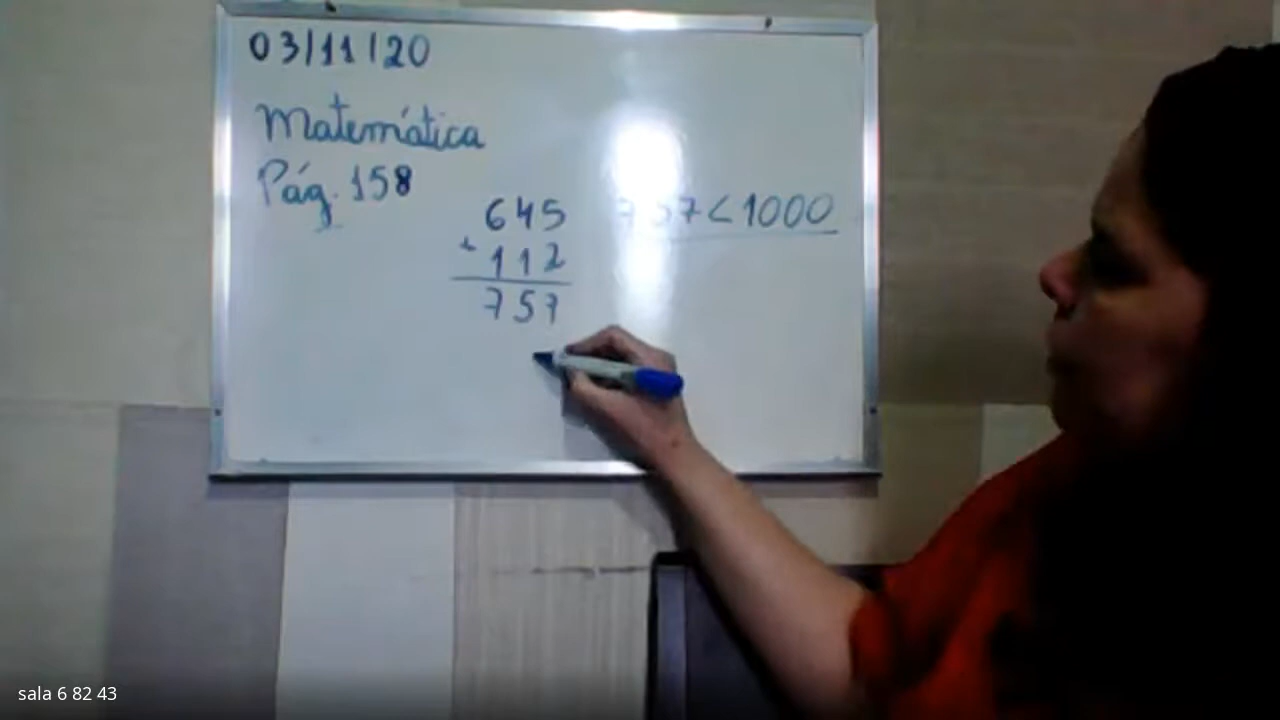 03/11/20
Matemática
Pág. 158
645
+ 112
757
757 < 1000
sala 6 82 43